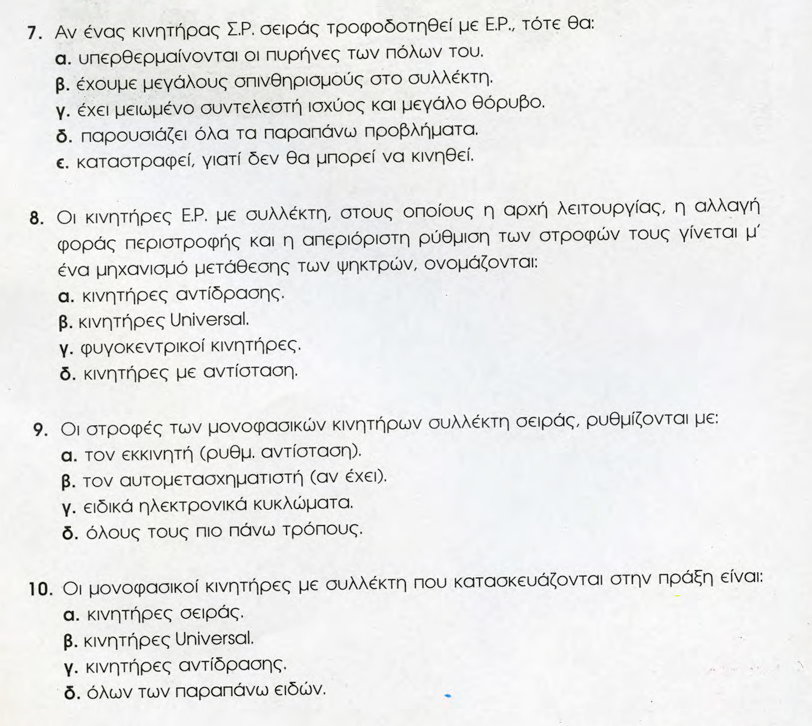 7. Αν ένας κινητήρας Σ.Ρ. σειράς τροφοδοτηθεί με Ε.Ρ., τότε θα:
α. υπερθερμαίνονται οι πυρήνες των πόλων του.
β. έχουμε μεγάλους σπινθηρισμούς στο συλλέκτη.
γ. έχει μειωμένο συντελεστή ισχύος και μεγάλο θόρυβο.
δ. παρουσιάζει όλα τα παραπάνω προβλήματα.
ε. καταστραφεί, γιατί δεν θα μπορεί να κινηθεί.
8. Οι κινητήρες Ε.Ρ. με συλλέκτη, στους οποίους η αρχή λειτουργίας, η αλλαγή
φοράς περιστροφής και η απεριόριστη ρύθμιση των στροφών τους γίνεται μ'
ένα μηχανισμό μετάθεσης των ψηκτρών, ονομάζονται:
α. κινητήρες αντίδρασης.
β. κινητήρες Universal.
γ. φυγοκεντρικοί κινητήρες.
δ. κινητήρες με αντίσταση.
9. Οι στροφές των μονοφασικών κινητήρων συλλέκτη σειράς, ρυθμίζονται με:
α. τον εκκινητή (ρυθμ. αντίσταση).
β. τον αυτομετασχηματιστή (αν έχει).
γ. ειδικά ηλεκτρονικά κυκλώματα.
δ. όλους τους πιο πάνω τρόπους.
10. Οι μονοφασικοί κινητήρες με συλλέκτη που κατασκευάζονται στην πράξη είναι:
α. κινητήρες σειράς.
β. κινητήρες Universal.
γ. κινητήρες αντίδρασης.
δ. όλων των παραπάνω ειδών.